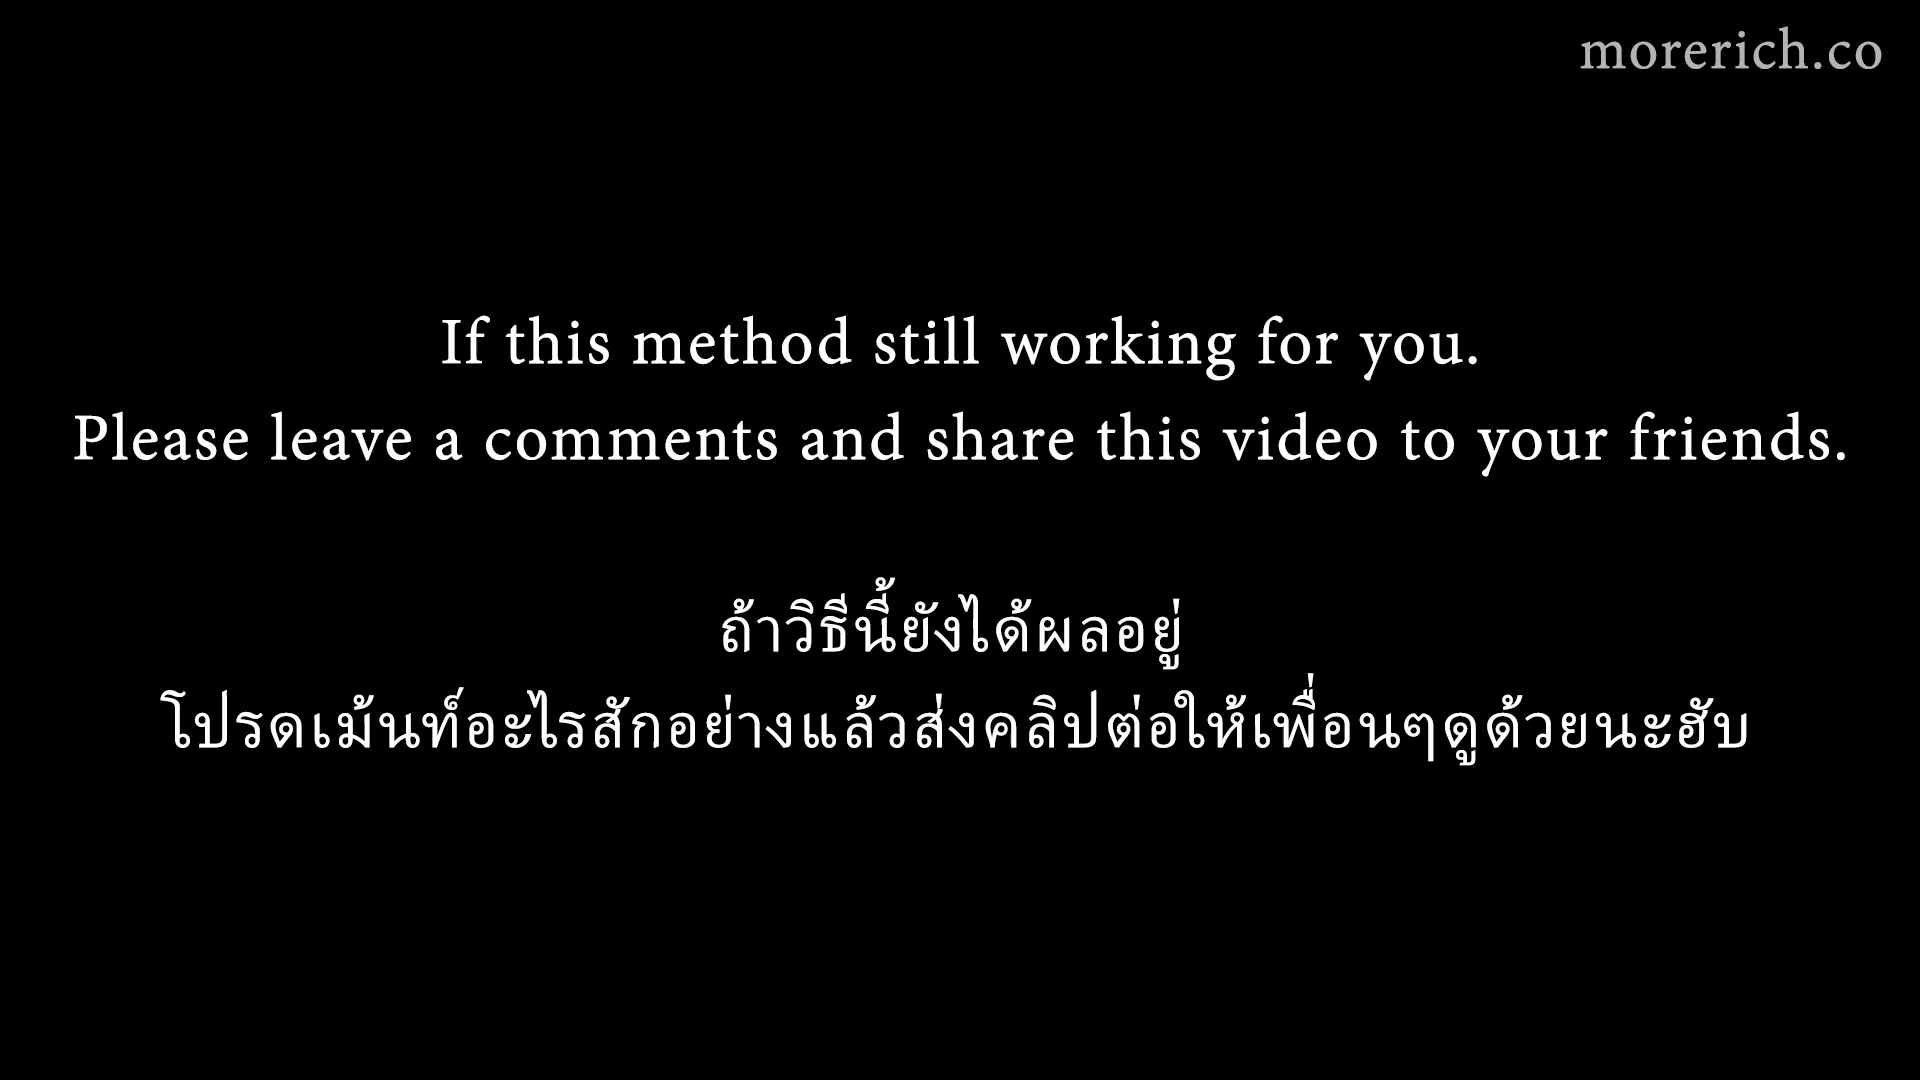 morerich.co
If this method still working for you.
Please leave a comments and share this video to your friends.
ถ้าวิธีนี้ยังได้ผลอยู่
โปรดเม้นท์อะไรสักอย่างแล้วส่งคลิปต่อให้เพื่อนๆดูด้วยนะฮับ